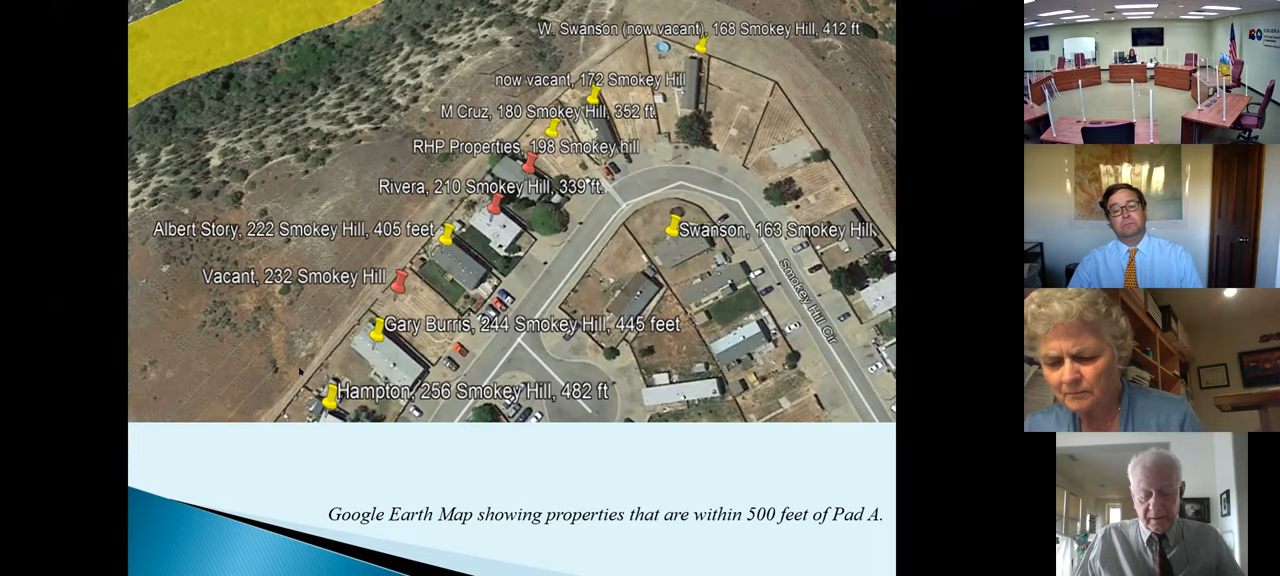 W. Swanson (now vacant), 168 Smokey Hill, 412 ft
now vacant, 172 Smokey Hill
M Cruz, 180 Smokey Hill, 352 ft.
RHP Properties, 198 Smokey hill
Rivera, 210 Smokey Hill, 339 ft.
Albert Story, 222 Smokey Hill, 405 feet
Swanson, 163 Smokey Hill,
Vacant, 232 Smokey Hill
Smokey Hill Cir
Gary Burris, 244 Smokey Hill, 445 feet
Hampton, 256 Smokey Hill, 482 ft
Google Earth Map showing properties that are within 500 feet of Pad A.